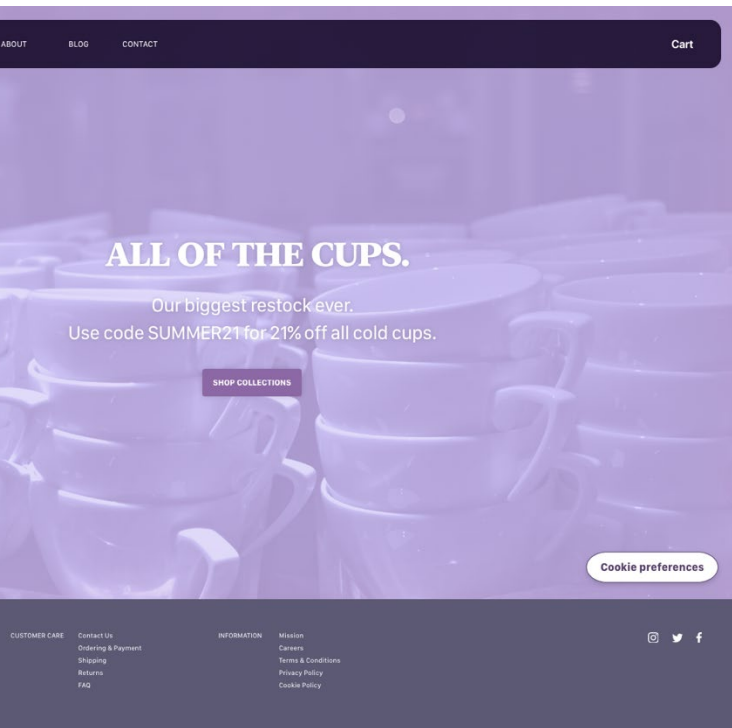 ABOUT BLOG CONTACT Cart
ALL OF THE CUPS.
Our biggest restock ever.
Use code SUMMER21 for 21% off all cold cups.
SHOP COLLECTIONS
Cookie preferences
CUSTOMER CARE
Contact Us
Ordering & Payment
Shipping
Returns
FAQ
INFORMATION
Mission
Careers
Terms & Conditions
Privacy Policy
Cookie Policy